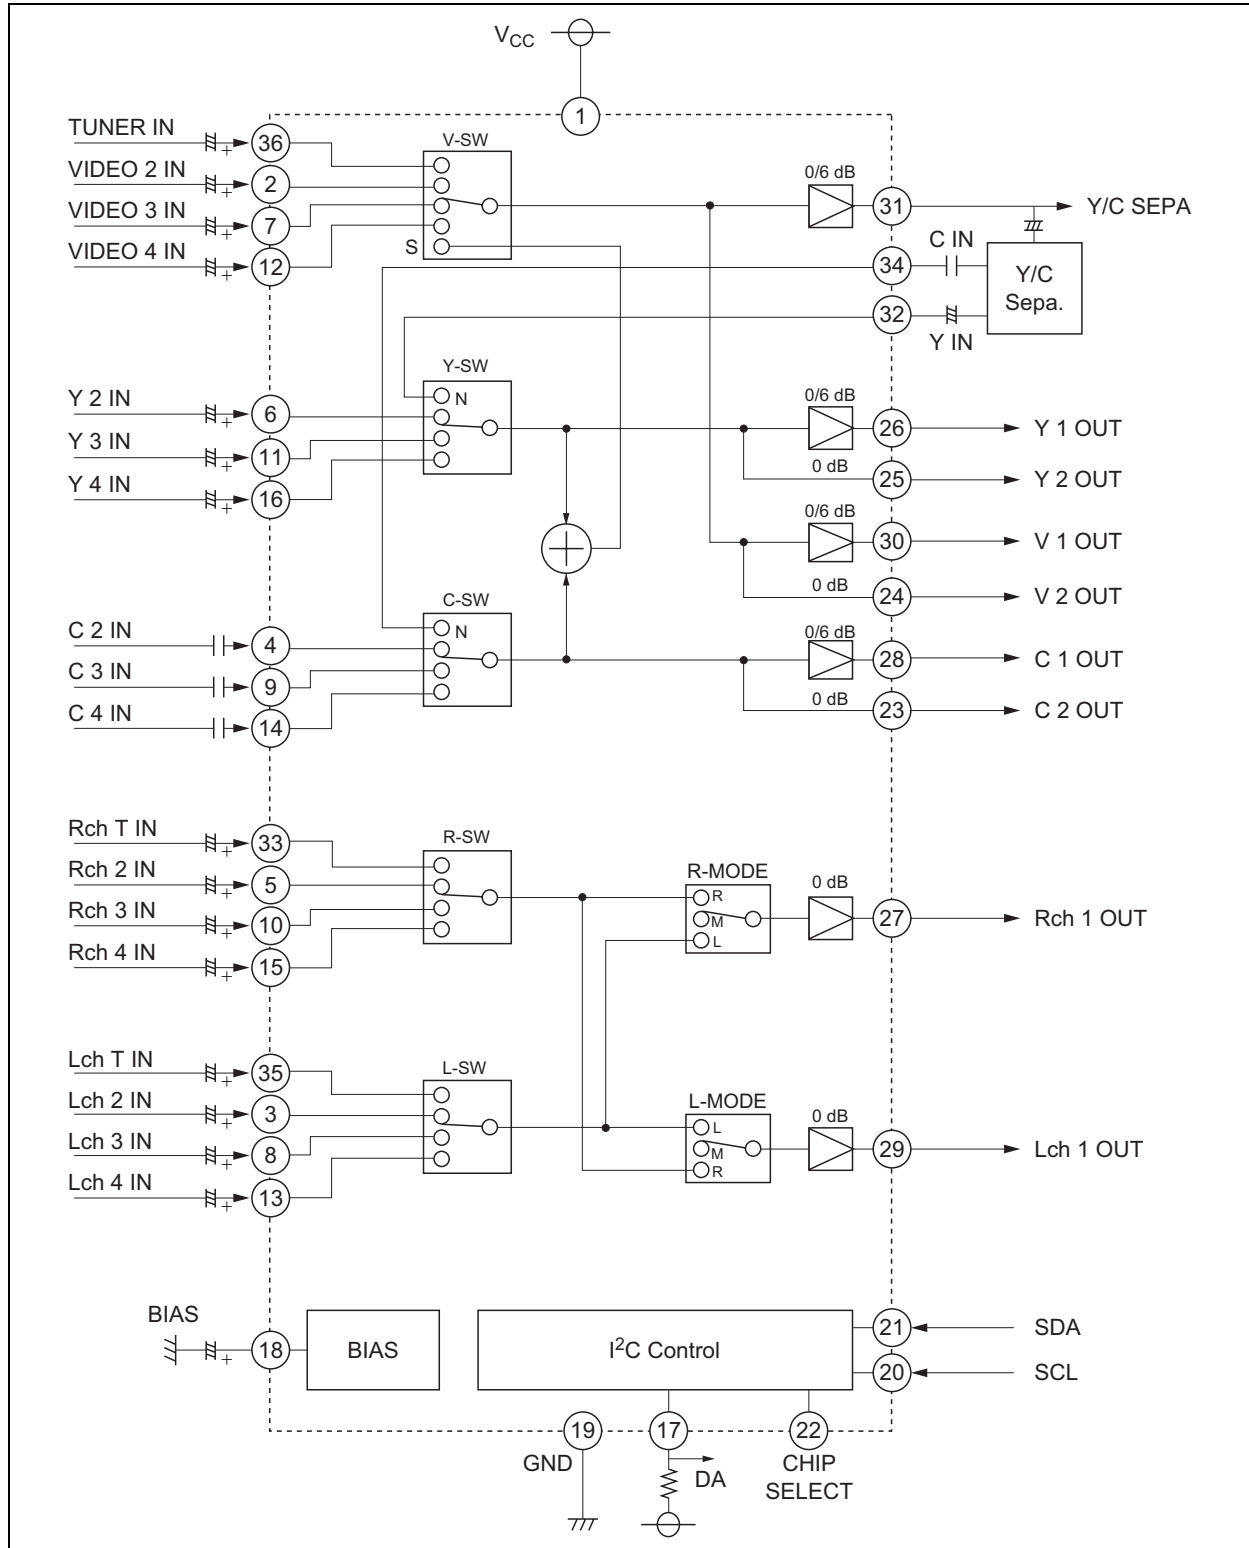 VCC
1
TUNER IN
36
VIDEO 2 IN
2
VIDEO 3 IN
7
VIDEO 4 IN
12
V-SW
S
0/6 dB
31
Y/C SEPA
C IN
34
Y/C
Sepa.
32
Y IN
Y-SW
N
Y 2 IN
6
Y 3 IN
11
Y 4 IN
16
0/6 dB
26
Y 1 OUT
0 dB
25
Y 2 OUT
0/6 dB
30
V 1 OUT
0 dB
24
V 2 OUT
C-SW
N
C 2 IN
4
C 3 IN
9
C 4 IN
14
0/6 dB
28
C 1 OUT
0 dB
23
C 2 OUT
Rch T IN
33
Rch 2 IN
5
Rch 3 IN
10
Rch 4 IN
15
R-SW
R-MODE
R
M
L
0 dB
27
Rch 1 OUT
Lch T IN
35
Lch 2 IN
3
Lch 3 IN
8
Lch 4 IN
13
L-SW
L-MODE
L
M
R
0 dB
29
Lch 1 OUT
BIAS
18
BIAS
I2C Control
21
SDA
20
SCL
19
GND
17
DA
22
CHIP
SELECT